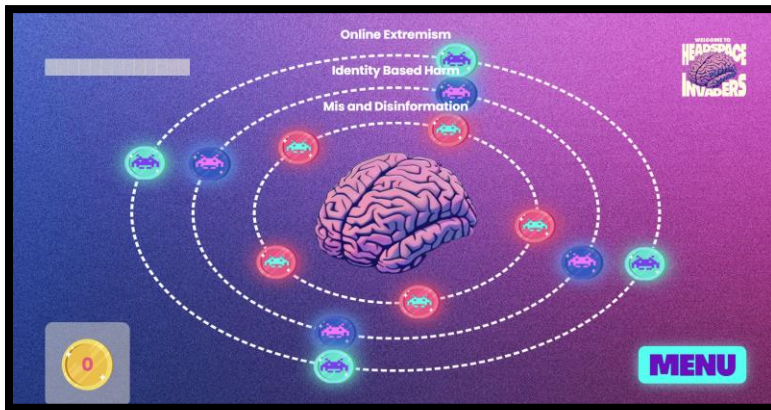 Online Extremism
WELCOME TO
HEADSPACE
INVADERS
Identity Based Harm
Mis and Disinformation
0
MENU